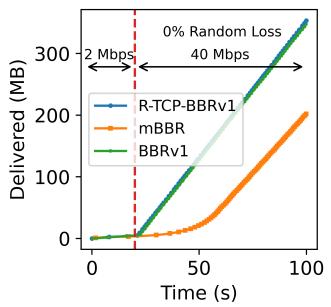 0% Random Loss
2 Mbps
40 Mbps
R-TCP-BBRv1
mBBR
BBRv1
Delivered (MB)
300
200
100
0
0
50
100
Time (s)